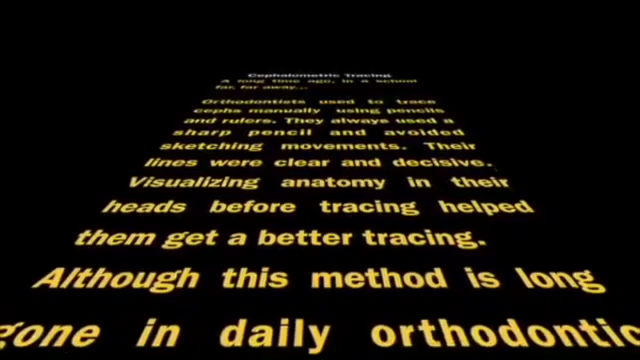 Cephalometric Tracing
A long time ago, in a school
far, far away...
Orthodontists used to trace
cephs manually using pencils
and rulers. They always used a
sharp pencil and avoided
sketching movements. Their
lines were clear and decisive.
Visualizing anatomy in their
heads before tracing helped
them get a better tracing.
Although this method is long
gone in daily orthodontic